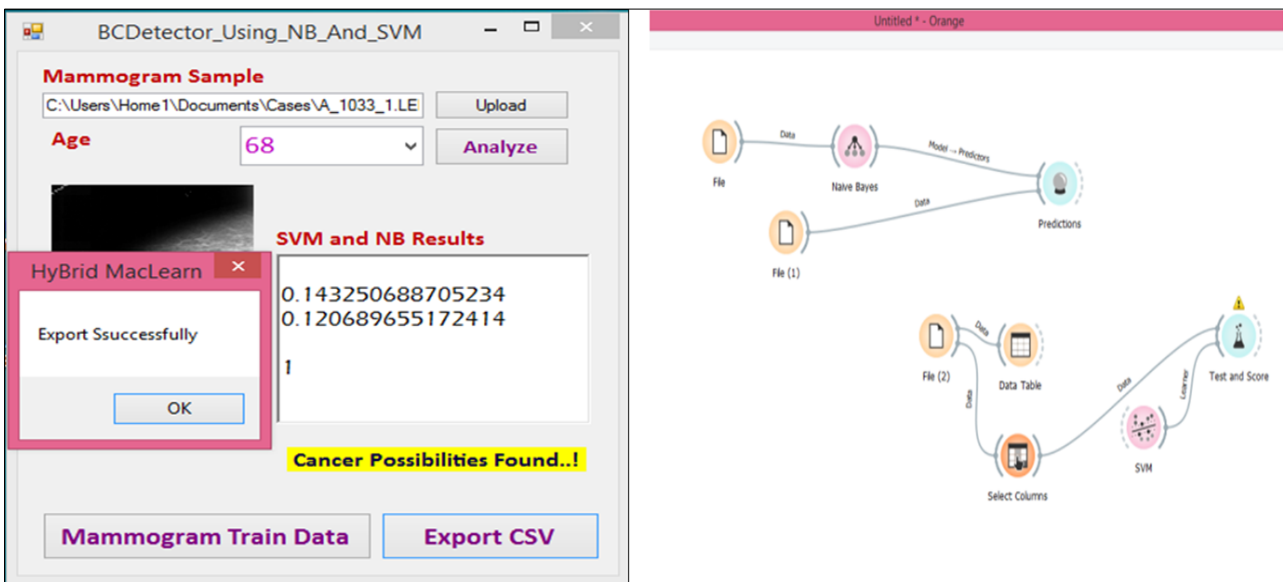 BCDetector_Using_NB_And_SVM
Mammogram Sample
C:\Users\Home1\Documents\Cases\A_1033_1.LE
Upload
Age
68
Analyze
SVM and NB Results
0.143250688705234
0.120689655172414
1
HyBrid MacLearn
Export Ssuccessfully
OK
Cancer Possibilities Found..!
Mammogram Train Data
Export CSV
Untitled * - Orange
File
Data
Naive Bayes
Model → Predictors
File (1)
Data
Predictions
File (2)
Data
Data Table
Data
Select Columns
Data
SVM
Learner
Test and Score